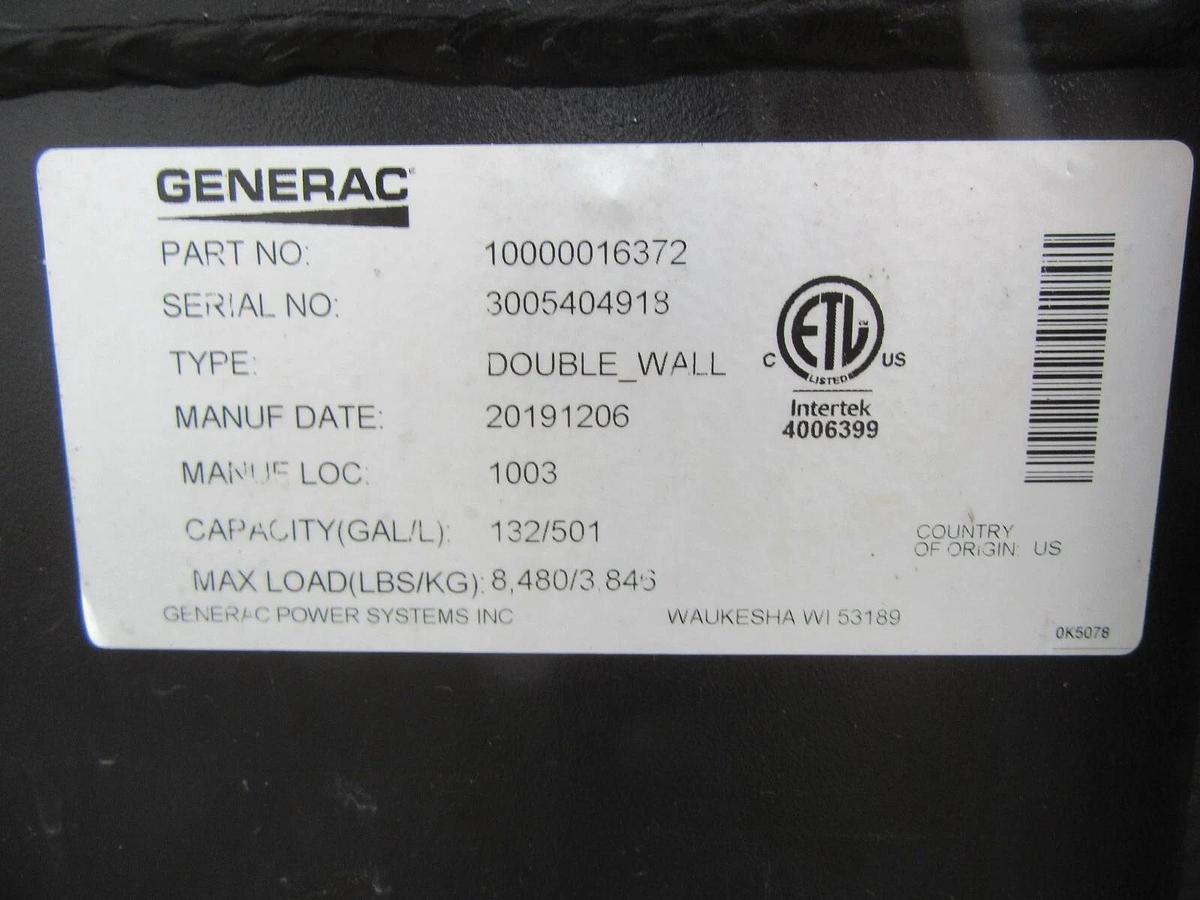 GENERAC
PART NO: 10000016372
SERIAL NO: 3005404918
TYPE: DOUBLE_WALL
MANUF DATE: 20191206
MANUF LOC: 1003
CAPACITY(GAL/L): 132/501
MAX LOAD(LBS/KG): 8,480/3,846
GENERAC POWER SYSTEMS INC WAUKESHA WI 53189
C ETL US
LISTED
Intertek
4006399
COUNTRY
OF ORIGIN: US
0K5078